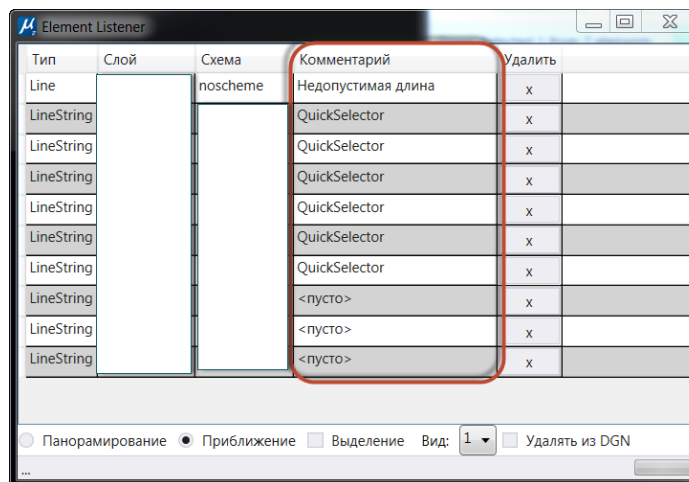 Element Listener
Тип Слой Схема Комментарий Удалить
Line noscheme Недопустимая длина x
LineString QuickSelector x
LineString QuickSelector x
LineString QuickSelector x
LineString QuickSelector x
LineString QuickSelector x
LineString QuickSelector x
LineString <пусто> x
LineString <пусто> x
LineString <пусто> x
Панорамирование Приближение Выделение Вид: 1 Удалять из DGN
...